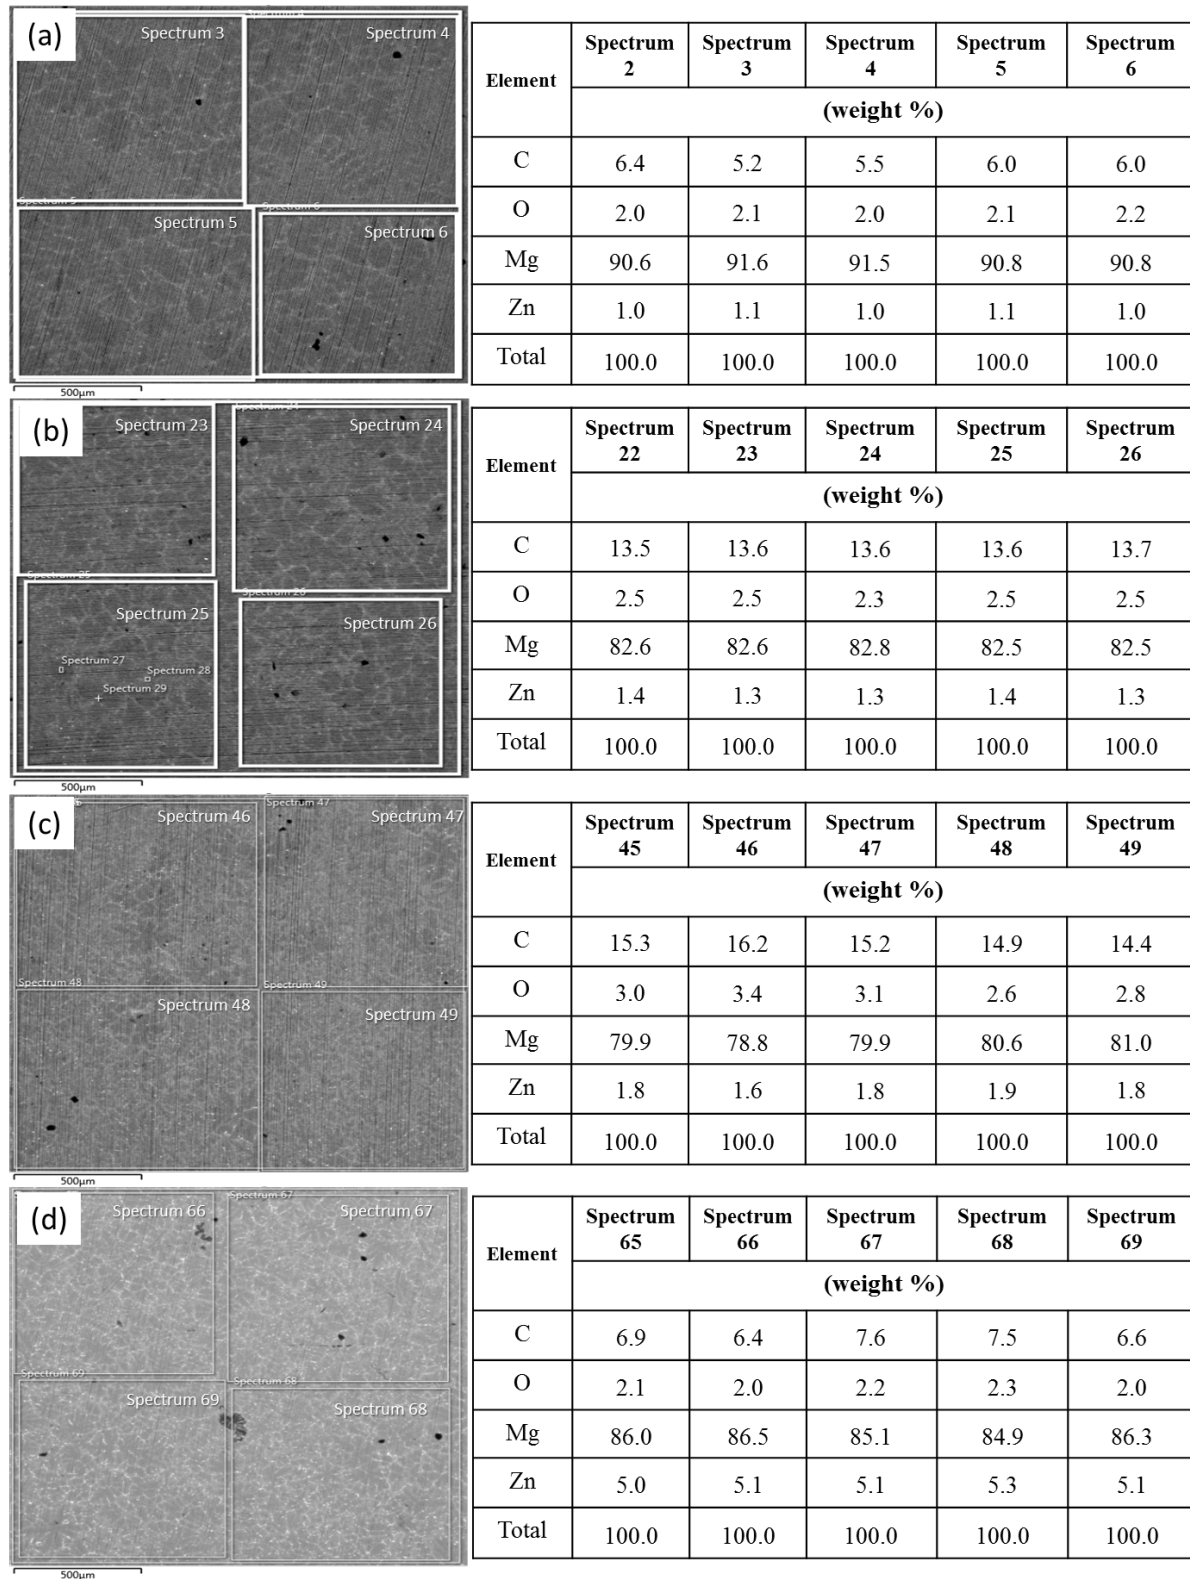 (a)
Spectrum 3
Spectrum 4
Spectrum 5
Spectrum 6
Spectrum 5
Spectrum 6
500μm
Element
Spectrum 2
Spectrum 3
Spectrum 4
Spectrum 5
Spectrum 6
(weight %)
C 6.4 5.2 5.5 6.0 6.0
O 2.0 2.1 2.0 2.1 2.2
Mg 90.6 91.6 91.5 90.8 90.8
Zn 1.0 1.1 1.0 1.1 1.0
Total 100.0 100.0 100.0 100.0 100.0
(b)
Spectrum 23
Spectrum 24
Spectrum 25
Spectrum 26
Spectrum 25
Spectrum 26
Spectrum 27
Spectrum 28
Spectrum 29
500μm
Element
Spectrum 22
Spectrum 23
Spectrum 24
Spectrum 25
Spectrum 26
(weight %)
C 13.5 13.6 13.6 13.6 13.7
O 2.5 2.5 2.3 2.5 2.5
Mg 82.6 82.6 82.8 82.5 82.5
Zn 1.4 1.3 1.3 1.4 1.3
Total 100.0 100.0 100.0 100.0 100.0
(c)
Spectrum 47
Spectrum 46
Spectrum 47
Spectrum 48
Spectrum 49
Spectrum 48
Spectrum 49
500μm
Element
Spectrum 45
Spectrum 46
Spectrum 47
Spectrum 48
Spectrum 49
(weight %)
C 15.3 16.2 15.2 14.9 14.4
O 3.0 3.4 3.1 2.6 2.8
Mg 79.9 78.8 79.9 80.6 81.0
Zn 1.8 1.6 1.8 1.9 1.8
Total 100.0 100.0 100.0 100.0 100.0
(d)
Spectrum 67
Spectrum 66
Spectrum 67
Spectrum 69
Spectrum 68
Spectrum 69
Spectrum 68
500μm
Element
Spectrum 65
Spectrum 66
Spectrum 67
Spectrum 68
Spectrum 69
(weight %)
C 6.9 6.4 7.6 7.5 6.6
O 2.1 2.0 2.2 2.3 2.0
Mg 86.0 86.5 85.1 84.9 86.3
Zn 5.0 5.1 5.1 5.3 5.1
Total 100.0 100.0 100.0 100.0 100.0